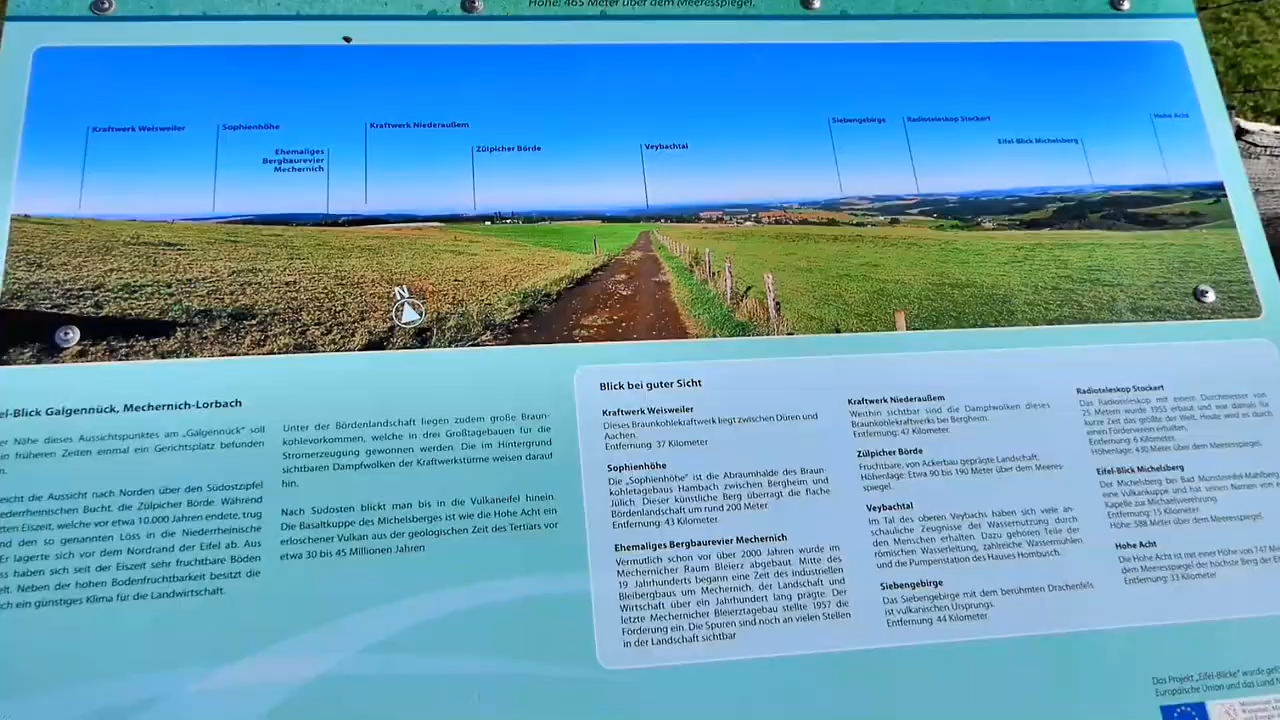 Höhe: 465 Meter über dem Meeresspiegel.
Kraftwerk Weisweiler
Sophienhöhe
Ehemaliges
Bergbaurevier
Mechernich
Kraftwerk Niederaußem
Zülpicher Börde
Veybachtal
Siebengebirge
Radioteleskop Stockert
Eifel-Blick Michelsberg
Hohe Acht
N
el-Blick Galgennück, Mechernich-Lorbach
er Nähe dieses Aussichtspunktes am „Galgennück" soll
in früheren Zeiten einmal ein Gerichtsplatz befunden
n.
eicht die Aussicht nach Norden über den Südostzipfel
ederrheinischen Bucht, die Zülpicher Börde. Während
zten Eiszeit, welche vor etwa 10.000 Jahren endete, trug
nd den so genannten Löss in die Niederrheinische
Er lagerte sich vor dem Nordrand der Eifel ab. Aus
ss haben sich seit der Eiszeit sehr fruchtbare Böden
elt. Neben der hohen Bodenfruchtbarkeit besitzt die
ch ein günstiges Klima für die Landwirtschaft.
Unter der Bördenlandschaft liegen zudem große Braun-
kohlevorkommen, welche in drei Großtagebauen für die
Stromerzeugung gewonnen werden. Die im Hintergrund
sichtbaren Dampfwolken der Kraftwerkstürme weisen darauf
hin.
Nach Südosten blickt man bis in die Vulkaneifel hinein.
Die Basaltkuppe des Michelsberges ist wie die Hohe Acht ein
erloschener Vulkan aus der geologischen Zeit des Tertiärs vor
etwa 30 bis 45 Millionen Jahren
Blick bei guter Sicht
Kraftwerk Weisweiler
Dieses Braunkohlekraftwerk liegt zwischen Düren und
Aachen.
Entfernung: 37 Kilometer
Sophienhöhe
Die „Sophienhöhe" ist die Abraumhalde des Braun-
kohletagebaus Hambach zwischen Bergheim und
Jülich. Dieser künstliche Berg überragt die flache
Bördenlandschaft um rund 200 Meter.
Entfernung: 43 Kilometer
Ehemaliges Bergbaurevier Mechernich
Vermutlich schon vor über 2000 Jahren wurde im
Mechernicher Raum Bleierz abgebaut. Mitte des
19. Jahrhunderts begann eine Zeit des industriellen
Bleibergbaus um Mechernich, der Landschaft und
Wirtschaft über ein Jahrhundert lang prägte. Der
letzte Mechernicher Bleierztagebau stellte 1957 die
Förderung ein. Die Spuren sind noch an vielen Stellen
in der Landschaft sichtbar
Kraftwerk Niederaußem
Weithin sichtbar sind die Dampfwolken dieses
Braunkohlekraftwerks bei Bergheim.
Entfernung: 47 Kilometer.
Zülpicher Börde
Fruchtbare, von Ackerbau geprägte Landschaft.
Höhenlage: Etwa 90 bis 190 Meter über dem Meeres-
spiegel.
Veybachtal
Im Tal des oberen Veybachs haben sich viele an-
schauliche Zeugnisse der Wassernutzung durch
den Menschen erhalten. Dazu gehören Teile der
römischen Wasserleitung, zahlreiche Wassermühlen
und die Pumpenstation des Hauses Hombusch.
Siebengebirge
Das Siebengebirge mit dem berühmten Drachenfels
ist vulkanischen Ursprungs.
Entfernung: 44 Kilometer
Radioteleskop Stockert
Das Radioteleskop mit einem Durchmesser von
25 Metern wurde 1955 erbaut und war damals für
kurze Zeit das größte der Welt. Heute wird es durch
einen Förderverein erhalten.
Entfernung: 6 Kilometer.
Höhenlage: 430 Meter über dem Meeresspiegel.
Eifel-Blick Michelsberg
Der Michelsberg bei Bad Münstereifel-Mahlberg
eine Vulkankuppe und hat seinen Namen von e
Kapelle zur Michaelsverehrung.
Entfernung: 15 Kilometer.
Höhe: 588 Meter über dem Meeresspiegel.
Hohe Acht
Die Hohe Acht ist mit einer Höhe von 747 Me
dem Meeresspiegel der höchste Berg der Ei
Entfernung: 33 Kilometer
Das Projekt „Eifel-Blicke" wurde gefö
Europäische Union und das Land N